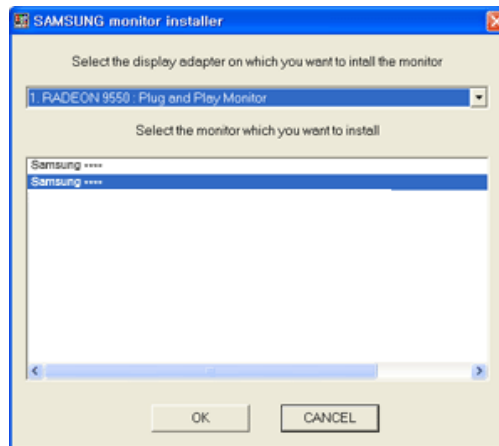 SAMSUNG monitor installer
Select the display adapter on which you want to intall the monitor
1. RADEON 9550 : Plug and Play Monitor
Select the monitor which you want to install
Samsung ****
Samsung ****
OK
CANCEL